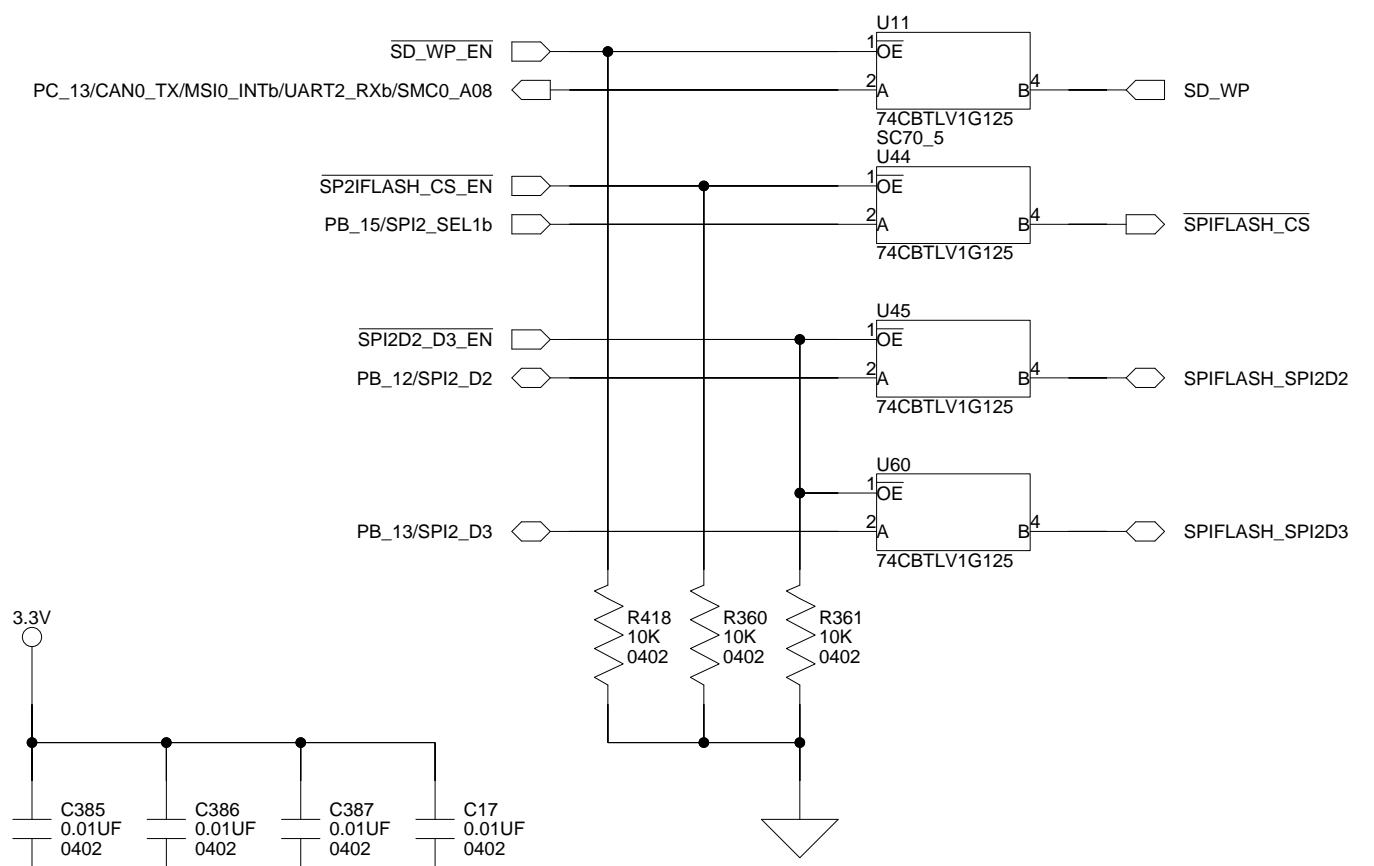 U11
SD_WP_EN
1
OE
PC_13/CAN0_TX/MSI0_INTb/UART2_RXb/SMC0_A08
2
A
B
4
SD_WP
74CBTLV1G125
SC70_5
U44
SP2IFLASH_CS_EN
1
OE
PB_15/SPI2_SEL1b
2
A
B
4
SPIFLASH_CS
74CBTLV1G125
U45
SPI2D2_D3_EN
1
OE
PB_12/SPI2_D2
2
A
B
4
SPIFLASH_SPI2D2
74CBTLV1G125
U60
1
OE
PB_13/SPI2_D3
2
A
B
4
SPIFLASH_SPI2D3
74CBTLV1G125
R418
10K
0402
R360
10K
0402
R361
10K
0402
3.3V
C385
0.01UF
0402
C386
0.01UF
0402
C387
0.01UF
0402
C17
0.01UF
0402